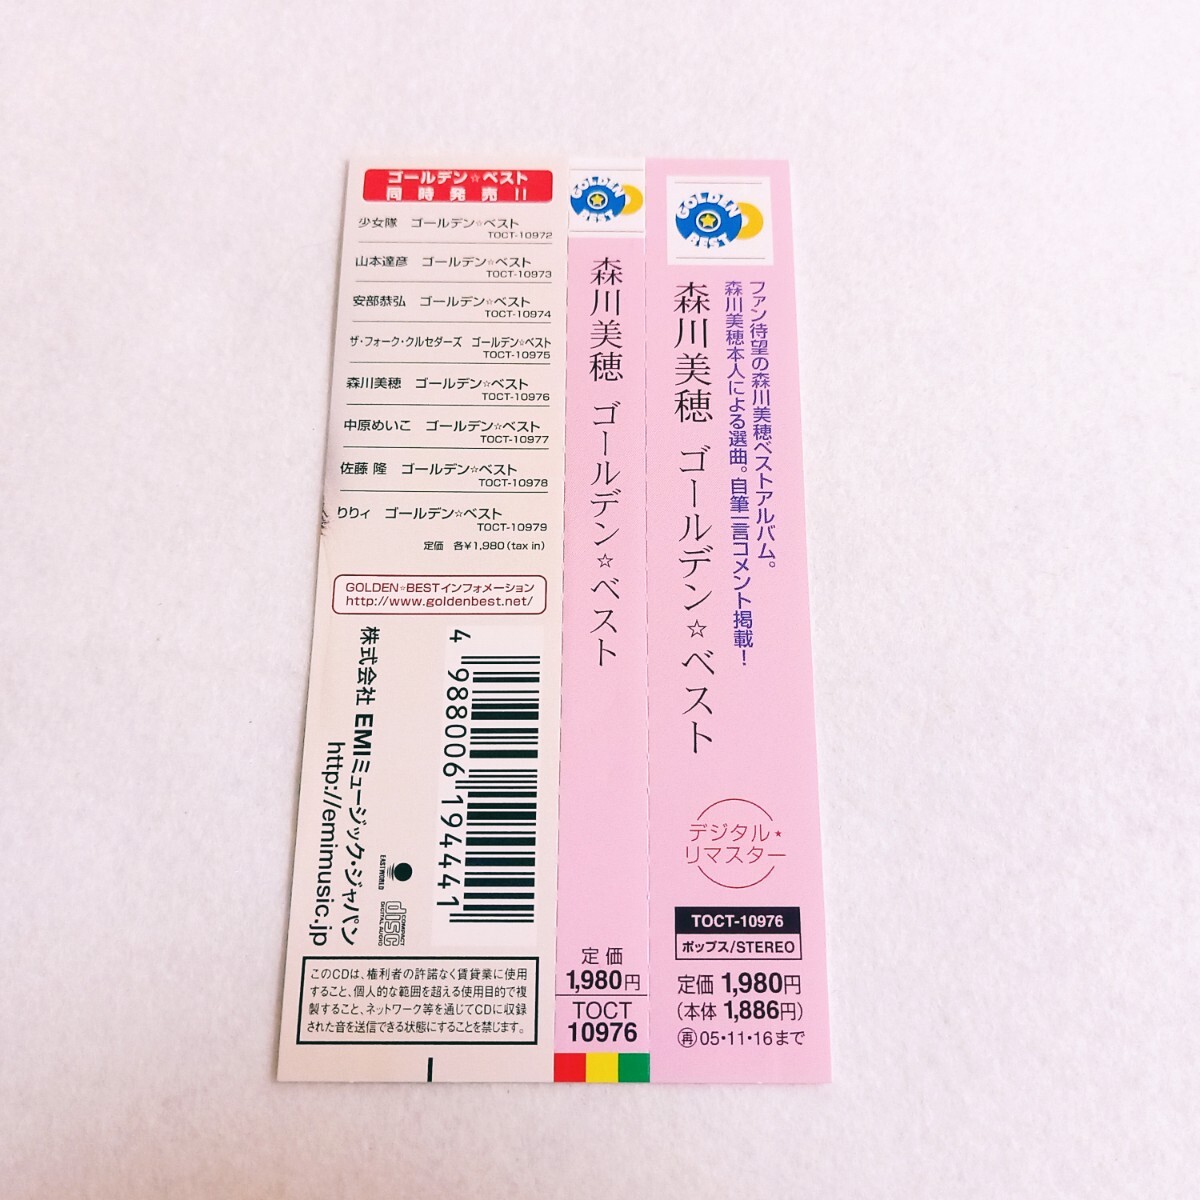 ゴールデン☆ベスト
同時発売!!
少女隊 ゴールデン☆ベスト
TOCT-10972
山本達彦 ゴールデン☆ベスト
TOCT-10973
安部恭弘 ゴールデン☆ベスト
TOCT-10974
ザ・フォーク・クルセダーズ ゴールデン☆ベスト
TOCT-10975
森川美穂 ゴールデン☆ベスト
TOCT-10976
中原めいこ ゴールデン☆ベスト
TOCT-10977
佐藤 隆 ゴールデン☆ベスト
TOCT-10978
りりィ ゴールデン☆ベスト
TOCT-10979
定価 各¥1,980(tax in)
GOLDEN☆BESTインフォメーション
http://www.goldenbest.net/
4 988006 194441
株式会社 EMIミュージック・ジャパン
http://emimusic.jp
EASTWORLD
COMPACT
disc
DIGITAL AUDIO
このCDは、権利者の許諾なく賃貸業に使用
すること、個人的な範囲を超える使用目的で複
製すること、ネットワーク等を通じてCDに収録
された音を送信できる状態にすることを禁じます。
GOLDEN
BEST
森川美穂 ゴールデン☆ベスト
定価
1,980円
TOCT
10976
GOLDEN
BEST
ファン待望の森川美穂ベストアルバム。
森川美穂本人による選曲。自筆一言コメント掲載!
森川美穂 ゴールデン☆ベスト
デジタル★
リマスター
TOCT-10976
ポップス/STEREO
定価 1,980円
(本体 1,886円)
㊢05・11・16まで